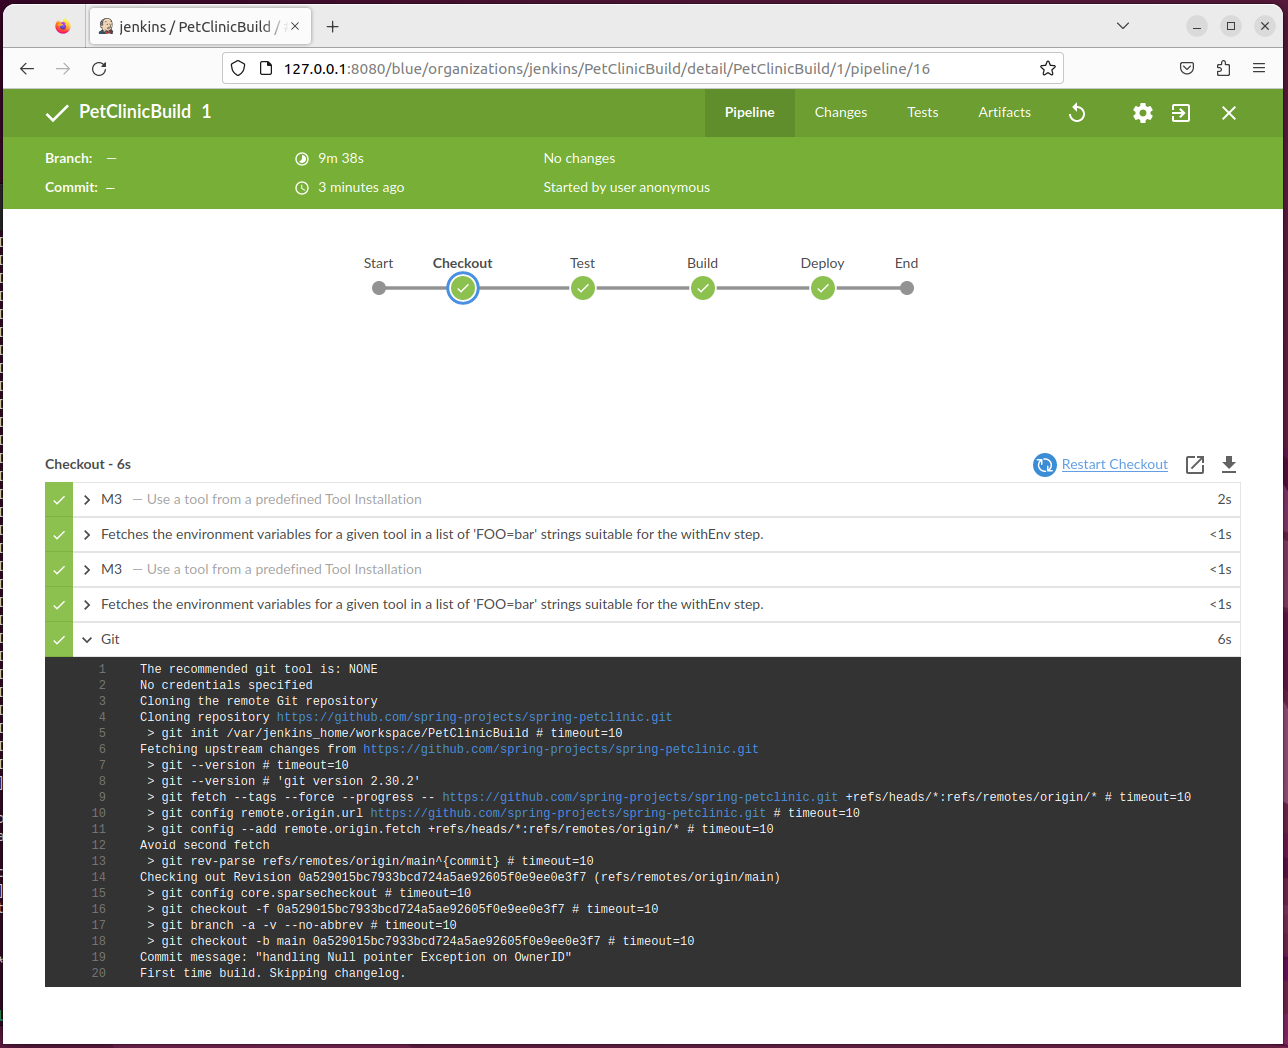 jenkins / PetClinicBuild /
127.0.0.1:8080/blue/organizations/jenkins/PetClinicBuild/detail/PetClinicBuild/1/pipeline/16
PetClinicBuild 1
Pipeline Changes Tests Artifacts
Branch: — 9m 38s No changes
Commit: — 3 minutes ago Started by user anonymous
Start Checkout Test Build Deploy End
Checkout - 6s Restart Checkout
M3 — Use a tool from a predefined Tool Installation 2s
Fetches the environment variables for a given tool in a list of 'FOO=bar' strings suitable for the withEnv step. <1s
M3 — Use a tool from a predefined Tool Installation <1s
Fetches the environment variables for a given tool in a list of 'FOO=bar' strings suitable for the withEnv step. <1s
Git 6s
1 The recommended git tool is: NONE
2 No credentials specified
3 Cloning the remote Git repository
4 Cloning repository https://github.com/spring-projects/spring-petclinic.git
5 > git init /var/jenkins_home/workspace/PetClinicBuild # timeout=10
6 Fetching upstream changes from https://github.com/spring-projects/spring-petclinic.git
7 > git --version # timeout=10
8 > git --version # 'git version 2.30.2'
9 > git fetch --tags --force --progress -- https://github.com/spring-projects/spring-petclinic.git +refs/heads/*:refs/remotes/origin/* # timeout=10
10 > git config remote.origin.url https://github.com/spring-projects/spring-petclinic.git # timeout=10
11 > git config --add remote.origin.fetch +refs/heads/*:refs/remotes/origin/* # timeout=10
12 Avoid second fetch
13 > git rev-parse refs/remotes/origin/main^{commit} # timeout=10
14 Checking out Revision 0a529015bc7933bcd724a5ae92605f0e9ee0e3f7 (refs/remotes/origin/main)
15 > git config core.sparsecheckout # timeout=10
16 > git checkout -f 0a529015bc7933bcd724a5ae92605f0e9ee0e3f7 # timeout=10
17 > git branch -a -v --no-abbrev # timeout=10
18 > git checkout -b main 0a529015bc7933bcd724a5ae92605f0e9ee0e3f7 # timeout=10
19 Commit message: "handling Null pointer Exception on OwnerID"
20 First time build. Skipping changelog.